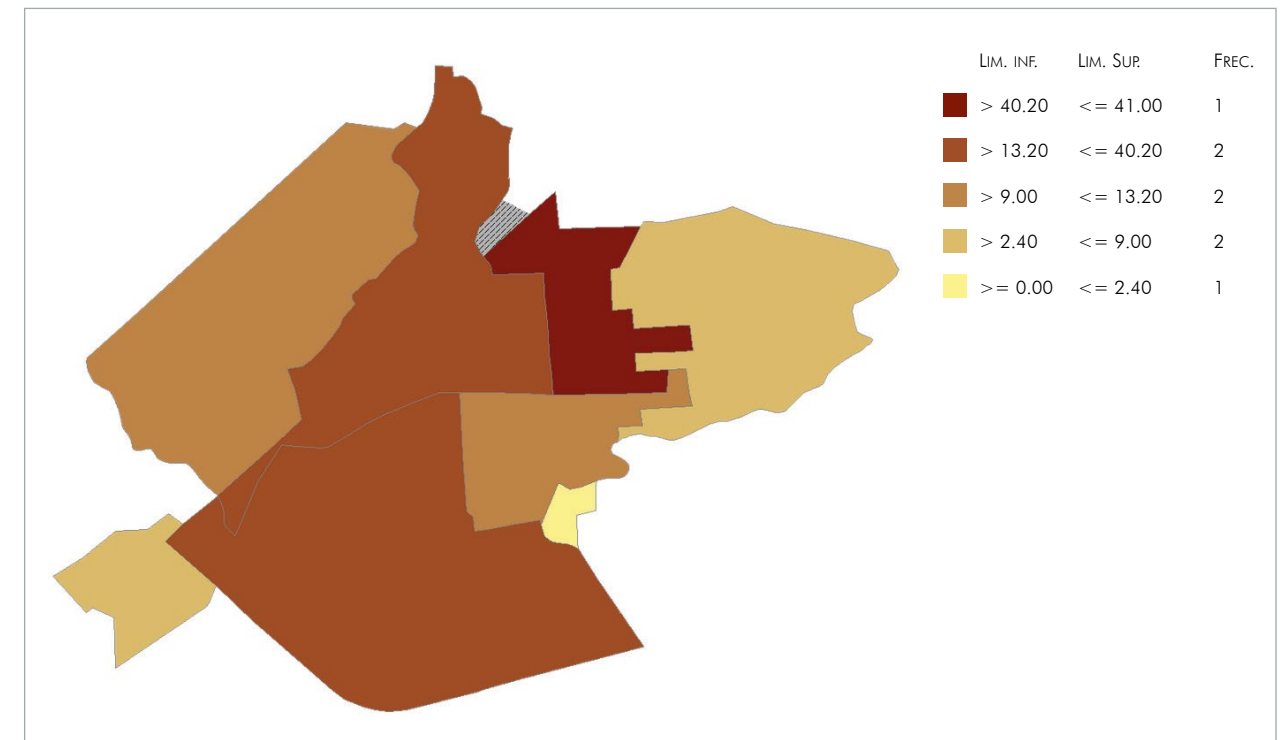 Lim. inf. Lim. Sup. Frec.
> 40.20 <= 41.00 1
> 13.20 <= 40.20 2
> 9.00 <= 13.20 2
> 2.40 <= 9.00 2
>= 0.00 <= 2.40 1